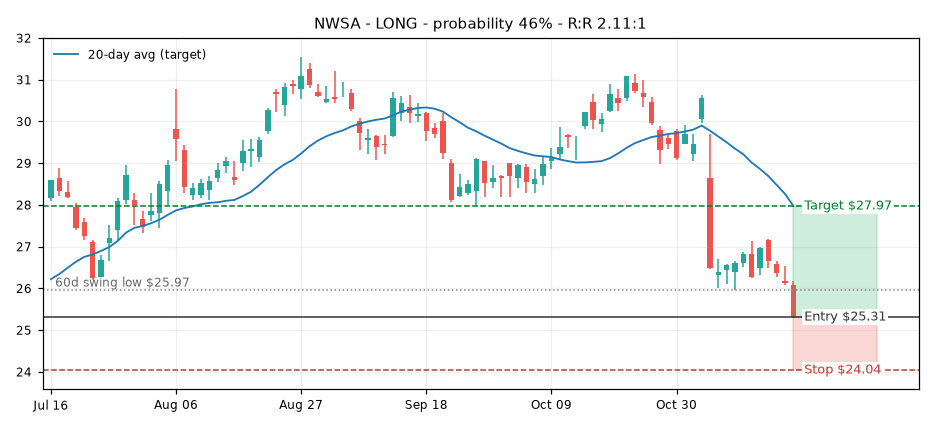 NWSA - LONG - probability 46% - R:R 2.11:1
20-day avg (target)
32
31
30
29
28
27
26
25
24
Target $27.97
60d swing low $25.97
Entry $25.31
Stop $24.04
Jul 16
Aug 06
Aug 27
Sep 18
Oct 09
Oct 30